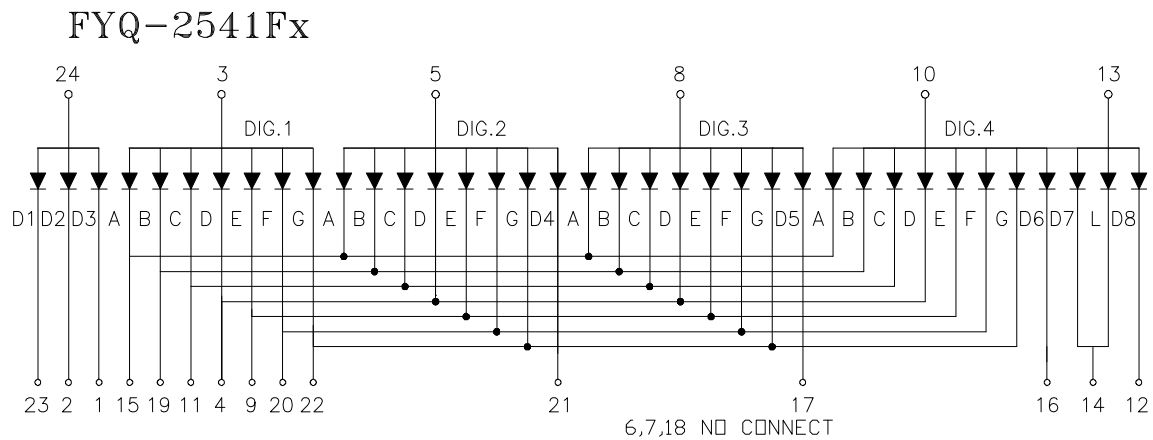 FYQ-2541Fx
24 3 5 8 10 13
DIG.1 DIG.2 DIG.3 DIG.4
D1 D2 D3 A B C D E F G A B C D E F G D4 A B C D E F G D5 A B C D E F G D6 D7 L D8
23 2 1 15 19 11 4 9 20 22 21 17 16 14 12
6,7,18 NO CONNECT